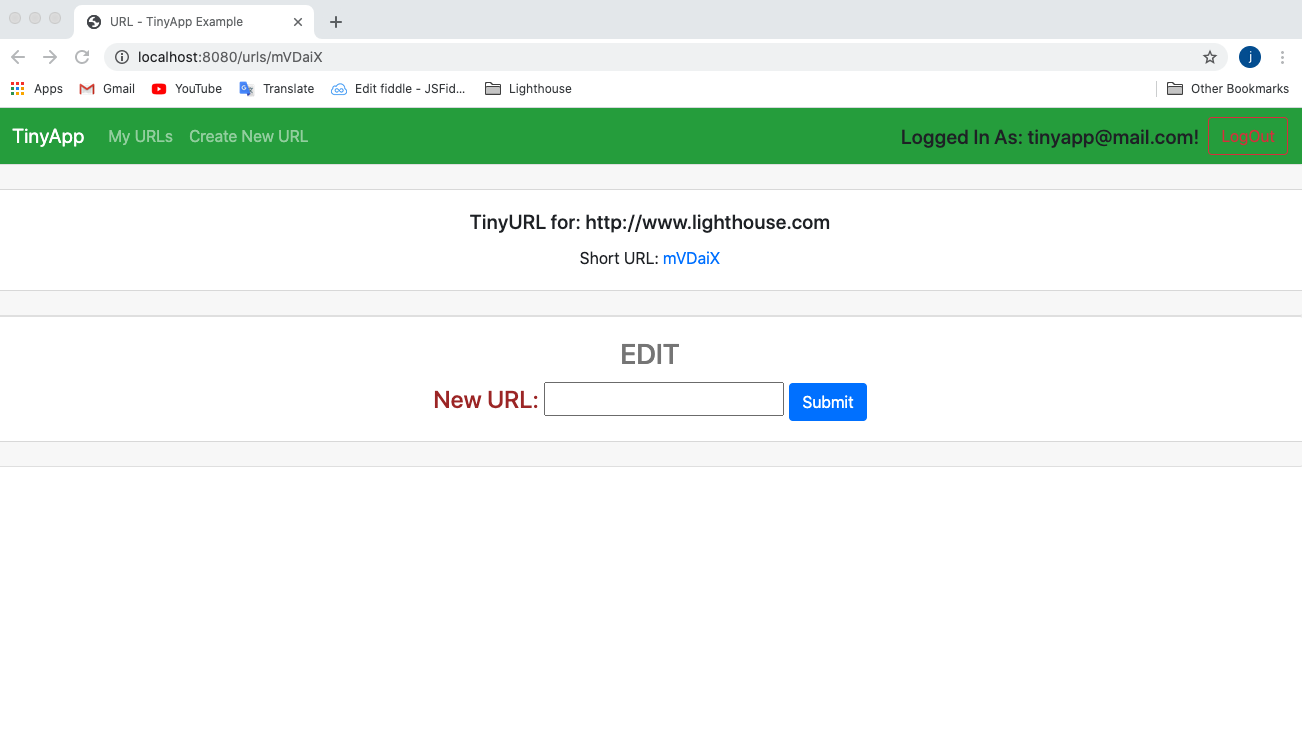 URL - TinyApp Example
localhost:8080/urls/mVDaiX
j
Apps Gmail YouTube Translate Edit fiddle - JSFid... Lighthouse Other Bookmarks
TinyApp My URLs Create New URL Logged In As: tinyapp@mail.com! LogOut
TinyURL for: http://www.lighthouse.com
Short URL: mVDaiX
EDIT
New URL: Submit